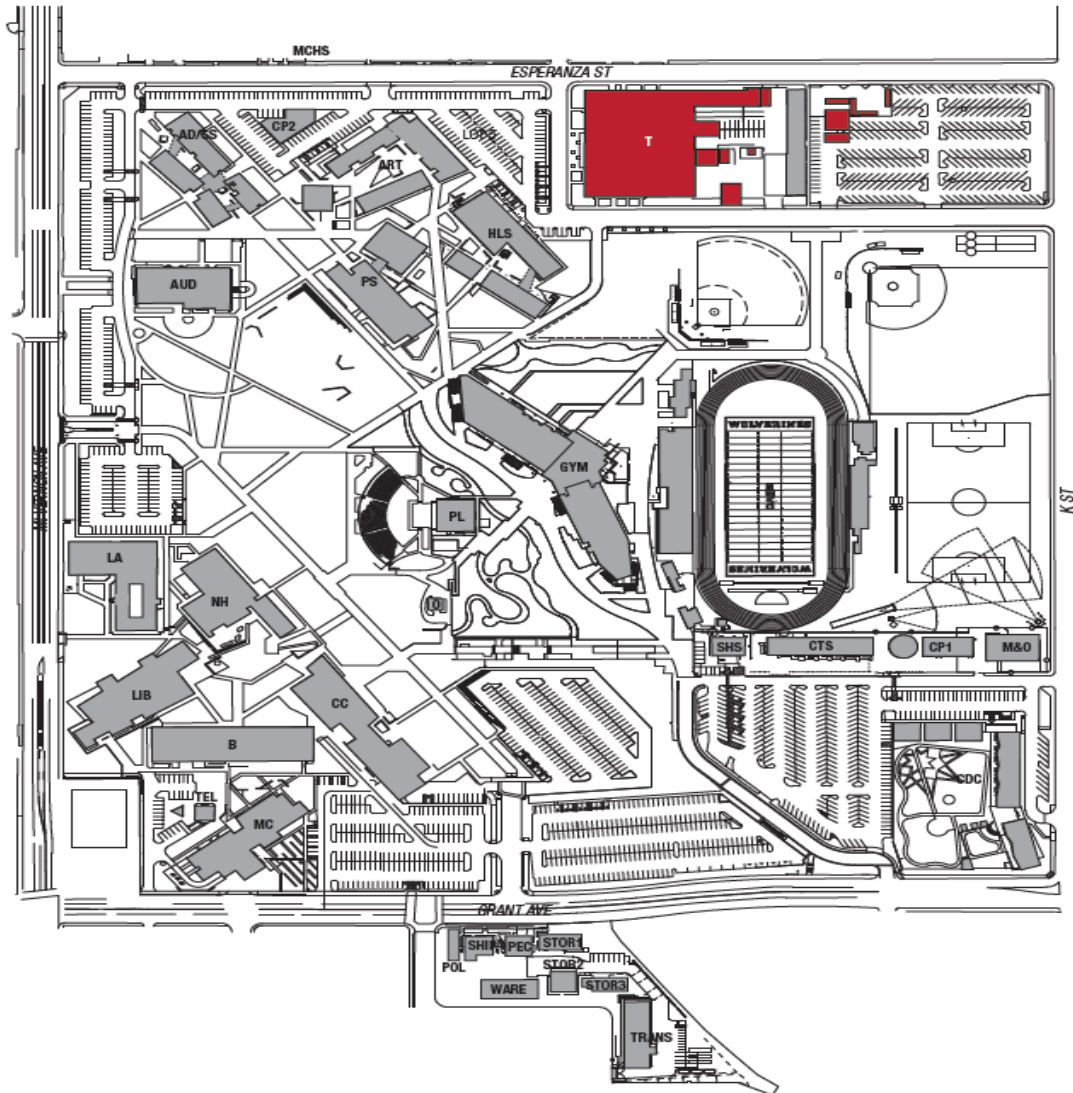 MCHS
ESPERANZA ST
AD/SS
CP2
ART
T
HLS
PS
AUD
WOLVERINES
GYM
K ST
PL
LA
WOLVERINES
NH
SHS
CTS
CP1
M&O
LIB
CC
B
CDC
TEL
MC
GRANT AVE
SHIP
PEC
STOR1
POL
STOR2
WARE
STOR3
TRANS